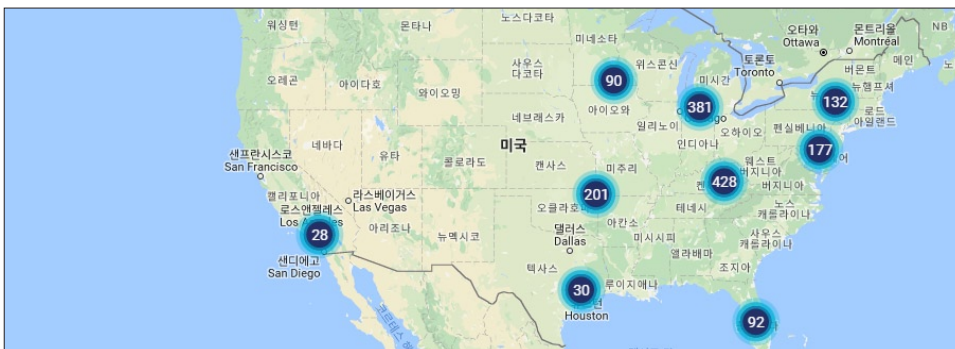 노스다코타
NB
워싱턴
몬타나
오타와
Ottawa
몬트리올
Montréal
미네소타
위스콘신
토론토
Toronto
메인
노
버몬트
사우스
다코타
미시간
오레곤
아이다호
90
뉴햄프셔
와이오밍
381
132
아이오와
로드
아일랜드
네브래스카
일리노이
오하이오
펜실베니아
인디애나
네바다
미국
177
샌프란시스코
San Francisco
유타
콜로라도
캔사스
미주리
웨스트
버지니아
428
버지니아
201
캘리포니아
라스베이거스
Las Vegas
오클라호
테네시
노스
캐롤라이나
로스앤젤레스
아칸소
28
애리조나
뉴멕시코
댈러스
Dallas
미시시피
사우스
캐롤라이나
앨라배마
샌디에고
San Diego
텍사스
조지아
30
루이지애나
Houston
92
코르테스 해